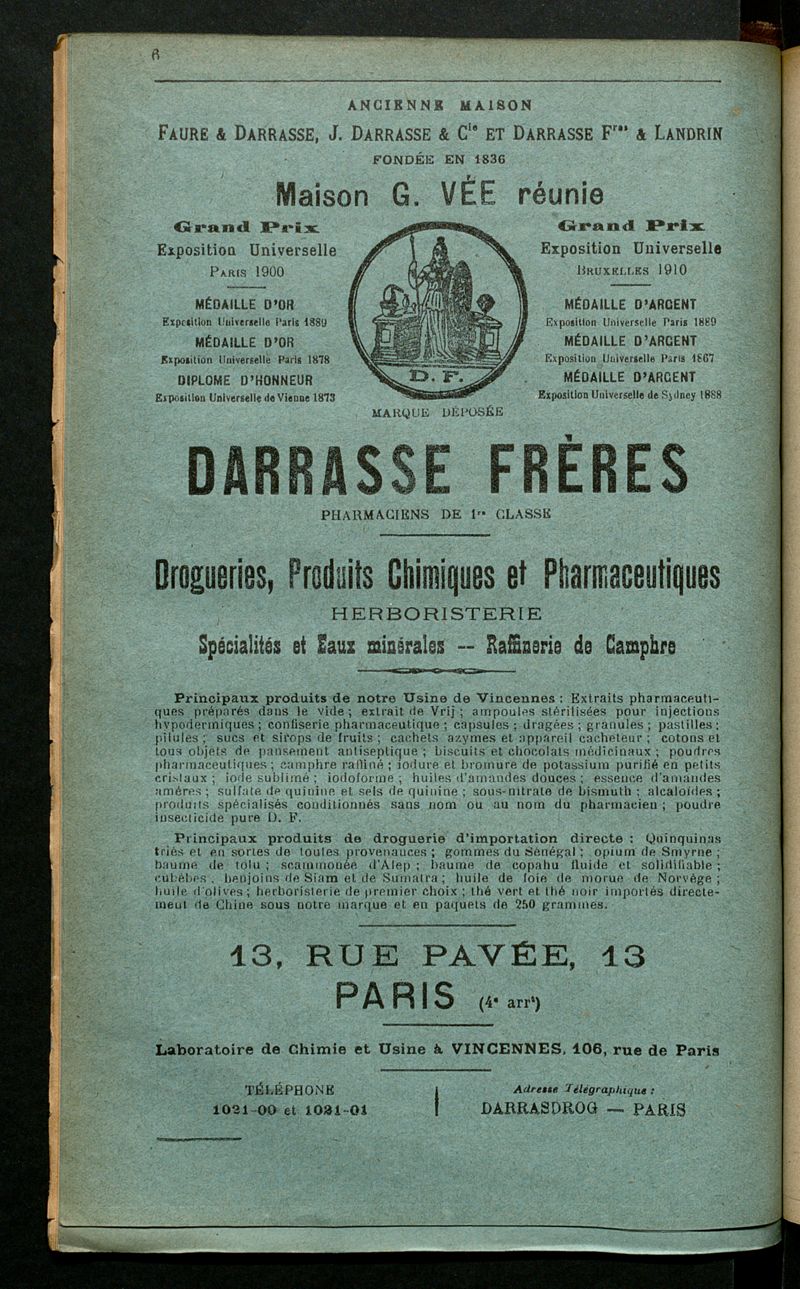 6
ANCIENNE MAISON
FAURE & DARRASSE, J. DARRASSE & Cie ET DARRASSE Fres & LANDRIN
FONDÉE EN 1836
Maison G. VÉE réunie
Grand Prix
Exposition Universelle
PARIS 1900
MÉDAILLE D'OR
Exposition Universelle Paris 1889
MÉDAILLE D'OR
Exposition Universelle Paris 1878
DIPLOME D'HONNEUR
Exposition Universelle de Vienne 1873
D. F.
MARQUE DÉPOSÉE
Grand Prix
Exposition Universelle
BRUXELLES 1910
MÉDAILLE D'ARGENT
Exposition Universelle Paris 1889
MÉDAILLE D'ARGENT
Exposition Universelle Paris 1867
MÉDAILLE D'ARGENT
Exposition Universelle de Sydney 1888
DARRASSE FRÈRES
PHARMACIENS DE 1re CLASSE
Drogueries, Produits Chimiques et Pharmaceutiques
HERBORISTERIE
Spécialités et Eaux minérales — Raffinerie de Camphre
Principaux produits de notre Usine de Vincennes : Extraits pharmaceuti-
ques préparés dans le vide ; extrait de Vrij ; ampoules stérilisées pour injections
hypodermiques ; confiserie pharmaceutique ; capsules ; dragées ; granules ; pastilles ;
pilules ; sucs et sirops de fruits ; cachets azymes et appareil cacheteur ; cotons et
tous objets de pansement antiseptique ; biscuits et chocolats médicinaux ; poudres
pharmaceutiques ; camphre raffiné ; iodure et bromure de potassium purifié en petits
cristaux ; iode sublimé ; iodoforme ; huiles d'amandes douces ; essence d'amandes
amères ; sulfate de quinine et sels de quinine ; sous-nitrate de bismuth ; alcaloïdes ;
produits spécialisés conditionnés sans nom ou au nom du pharmacien ; poudre
insecticide pure D. F.
Principaux produits de droguerie d'importation directe : Quinquinas
triés et en sortes de toutes provenances ; gommes du Sénégal ; opium de Smyrne ;
baume de tolu ; scammonée d'Alep ; baume de copahu fluide et solidifiable ;
cubèbes ; benjoins de Siam et de Sumatra ; huile de foie de morue de Norvège ;
huile d'olives ; herboristerie de premier choix ; thé vert et thé noir importés directe-
ment de Chine sous notre marque et en paquets de 250 grammes.
13, RUE PAVÉE, 13
PARIS (4e arrt)
Laboratoire de Chimie et Usine à VINCENNES, 106, rue de Paris
TÉLÉPHONE
1021-00 et 1021-01
Adresse Télégraphique :
DARRASDROG — PARIS